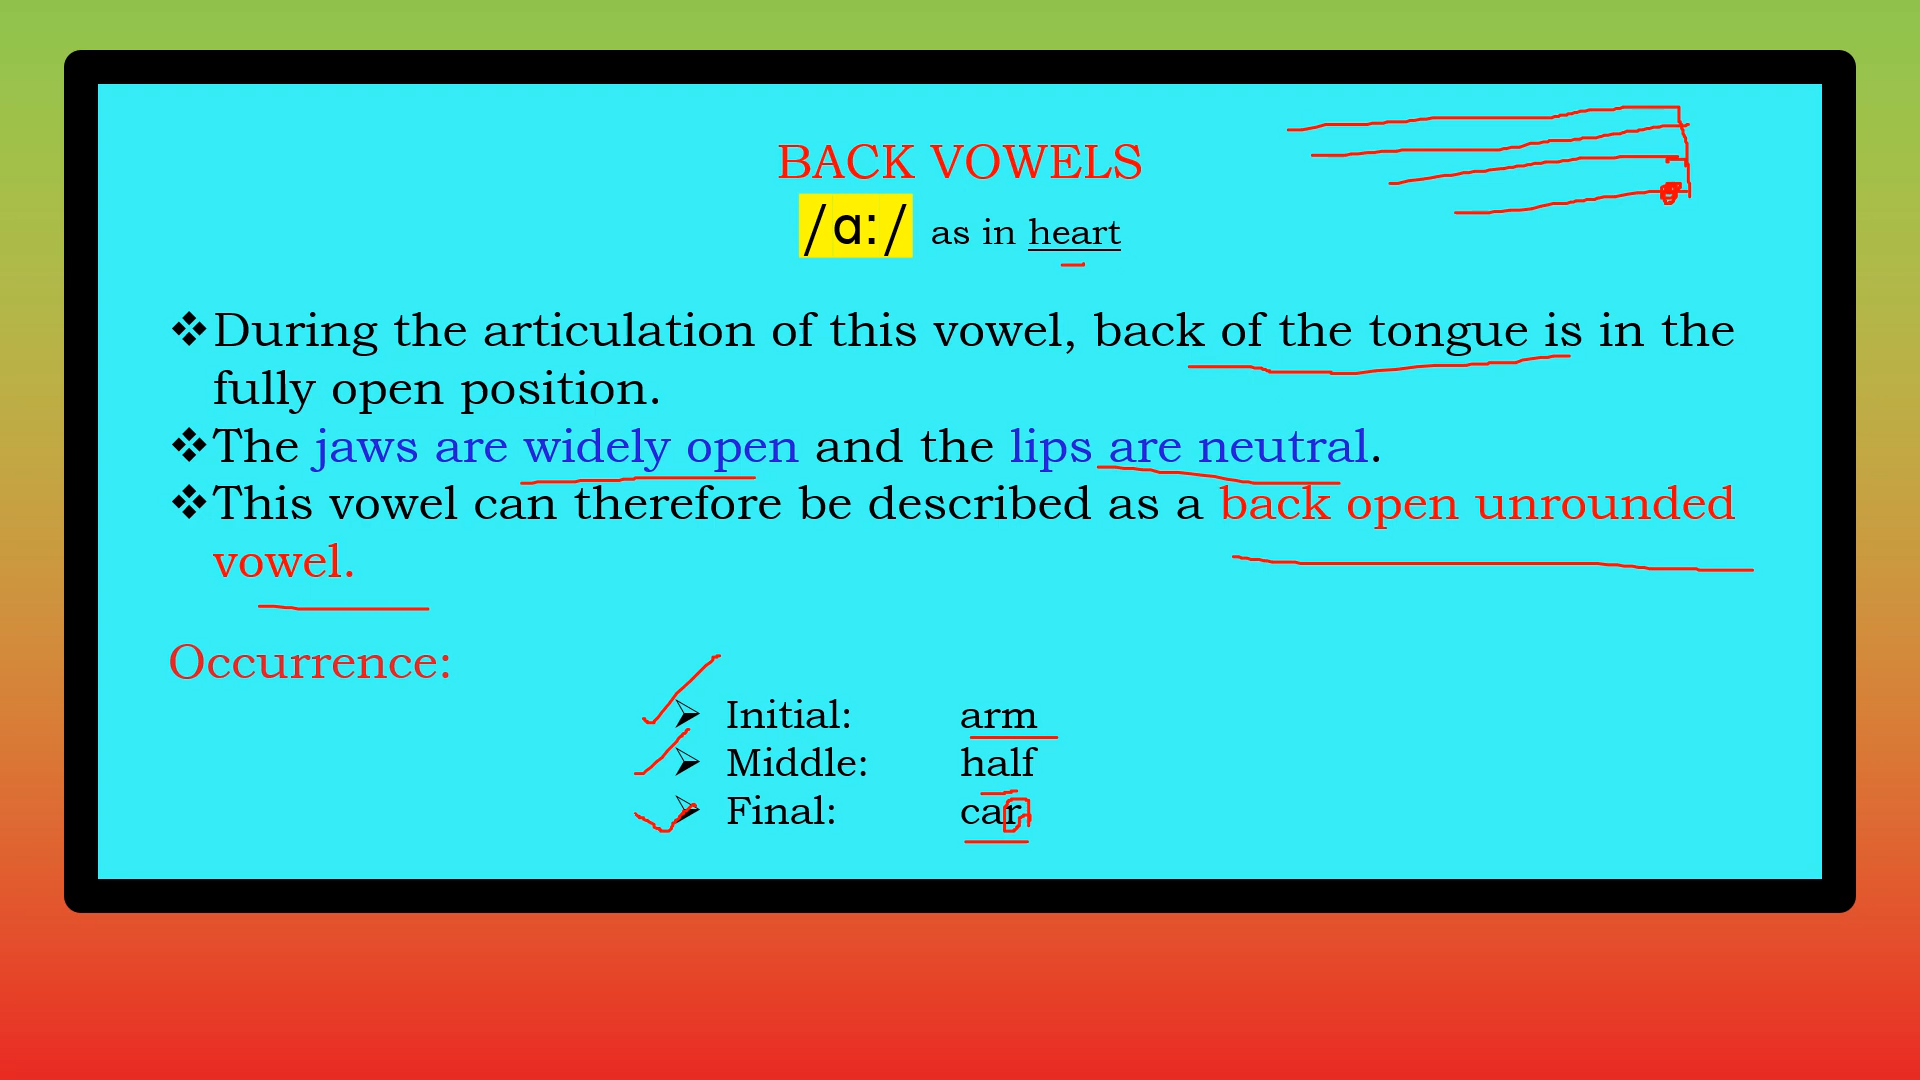 BACK VOWELS
/ɑː/ as in heart
❖During the articulation of this vowel, back of the tongue is in the
fully open position.
❖The jaws are widely open and the lips are neutral.
❖This vowel can therefore be described as a back open unrounded
vowel.
Occurrence:
➢ Initial: arm
➢ Middle: half
➢ Final: car